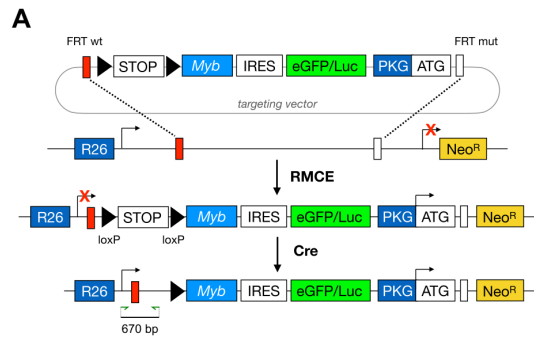 A
FRT wt
FRT mut
STOP Myb IRES eGFP/Luc PKG ATG
targeting vector
R26 X Neo^R
RMCE
X
R26 STOP Myb IRES eGFP/Luc PKG ATG Neo^R
loxP loxP
Cre
R26 Myb IRES eGFP/Luc PKG ATG Neo^R
670 bp